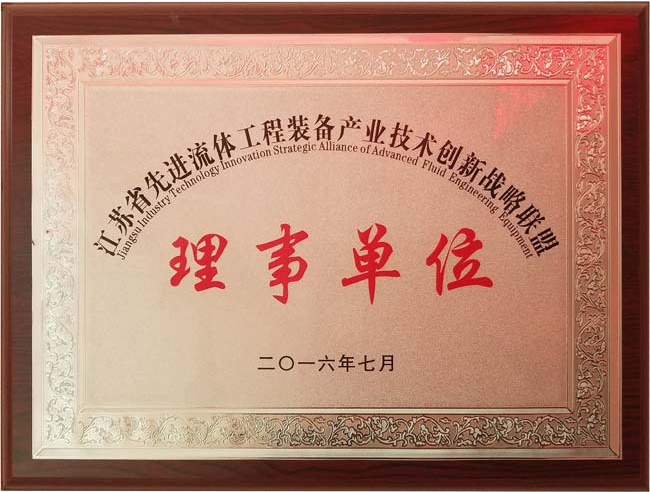 江苏省先进流体工程装备产业技术创新战略联盟
Jiangsu Industry Technology Innovation Strategic Alliance of Advanced Fluid Engineering Equipment
理事单位
二〇一六年七月